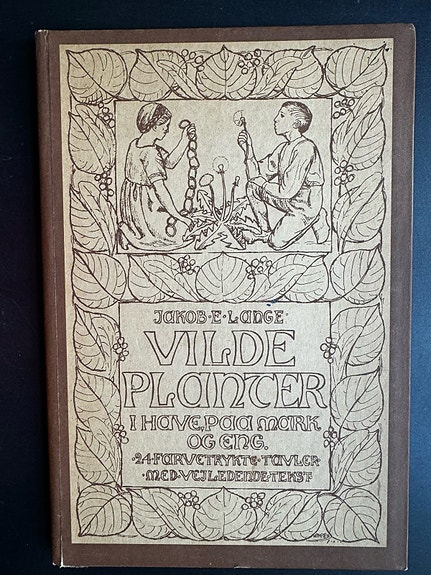 JAKOB·E·LANGE·
VILDE
PLANTER
I HAVE, PAA MARK
OG ENG.
·24·FARVETRYKTE·TAVLER·
·MED·VEJLEDENDE·TEKST